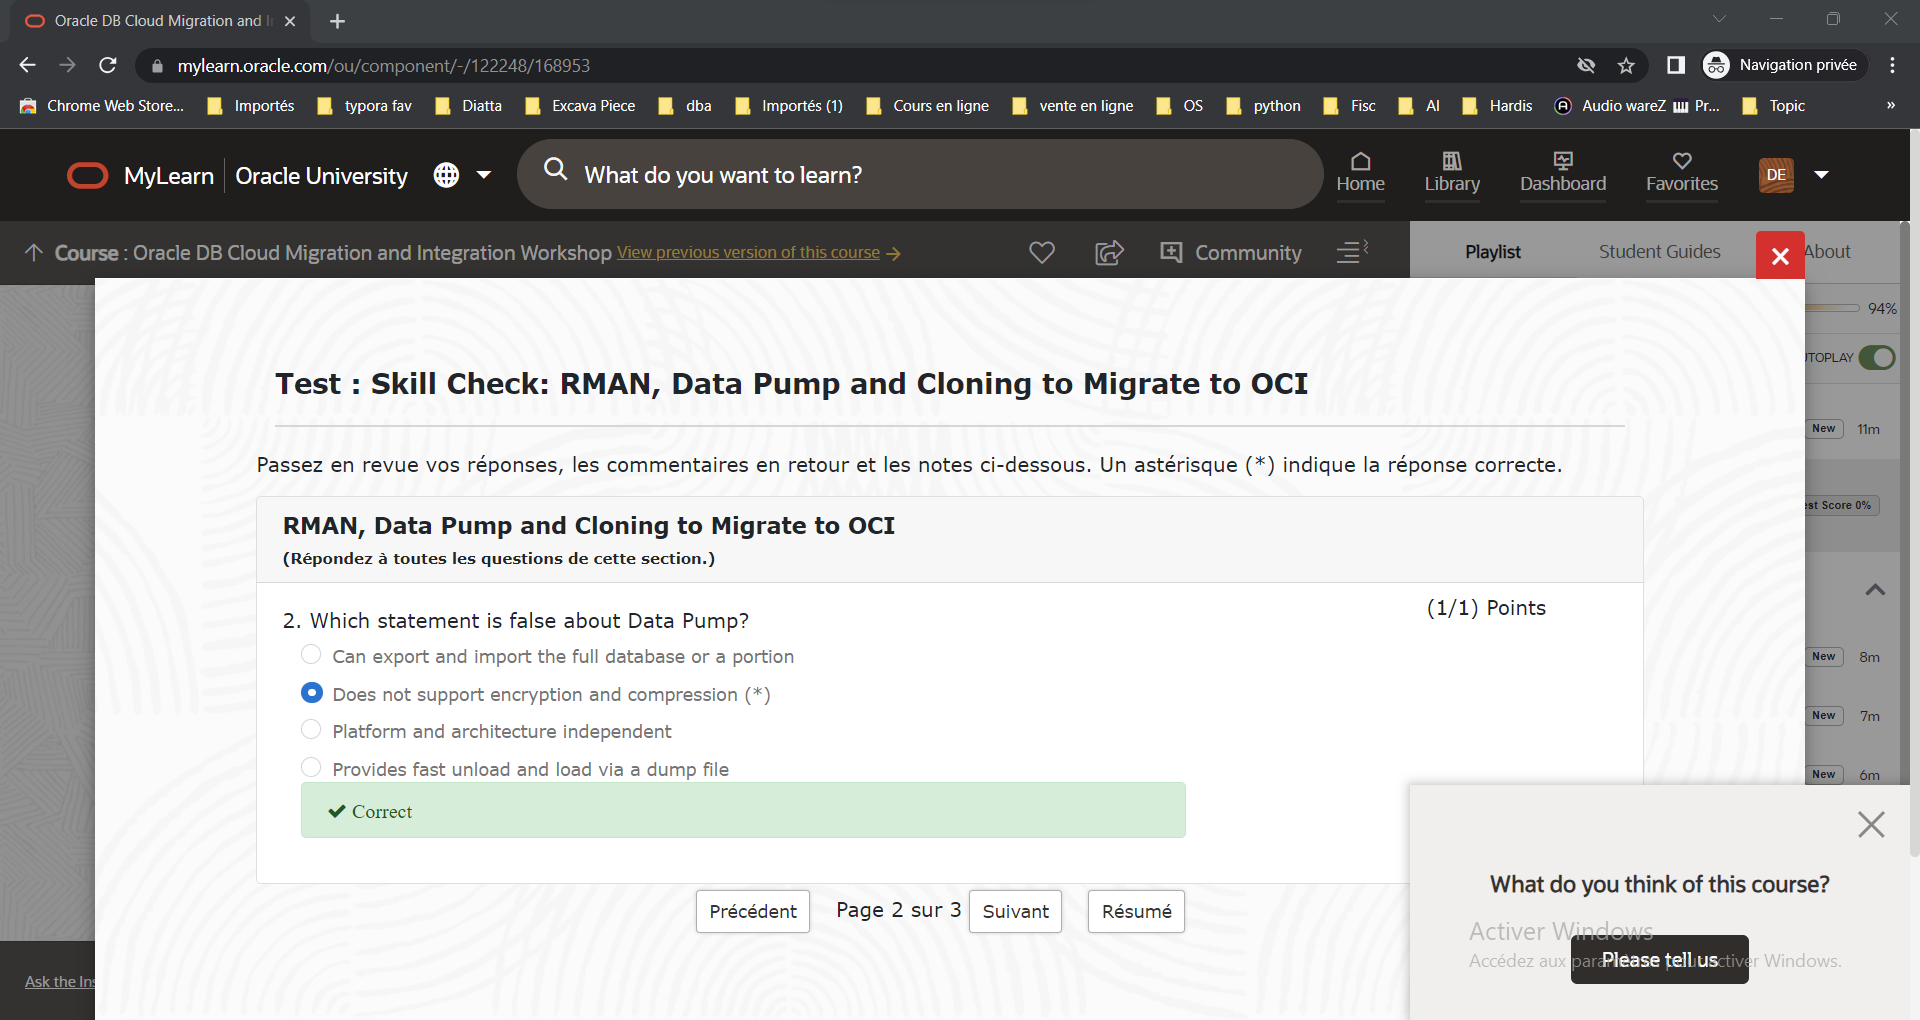 Oracle DB Cloud Migration and I
mylearn.oracle.com/ou/component/-/122248/168953
Navigation privée
Chrome Web Store... Importés typora fav Diatta Excava Piece dba Importés (1) Cours en ligne vente en ligne OS python Fisc AI Hardis Audio wareZ Pr... Topic »
MyLearn Oracle University
What do you want to learn?
Home Library Dashboard Favorites DE
Course : Oracle DB Cloud Migration and Integration Workshop View previous version of this course →
Community
Playlist Student Guides About
94%
TOPLAY
New 11m
est Score 0%
New 8m
New 7m
New 6m
Test : Skill Check: RMAN, Data Pump and Cloning to Migrate to OCI
Passez en revue vos réponses, les commentaires en retour et les notes ci-dessous. Un astérisque (*) indique la réponse correcte.
RMAN, Data Pump and Cloning to Migrate to OCI
(Répondez à toutes les questions de cette section.)
2. Which statement is false about Data Pump?
(1/1) Points
Can export and import the full database or a portion
Does not support encryption and compression (*)
Platform and architecture independent
Provides fast unload and load via a dump file
Correct
Précédent Page 2 sur 3 Suivant Résumé
What do you think of this course?
Activer Windows
Please tell us
Accédez aux activer Windows.
Ask the Ins